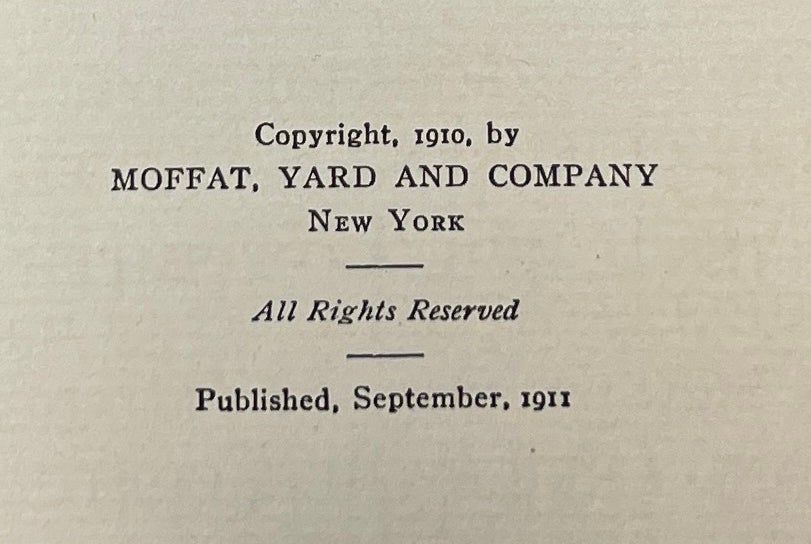 Copyright, 1910, by
MOFFAT, YARD AND COMPANY
NEW YORK
All Rights Reserved
Published, September, 1911